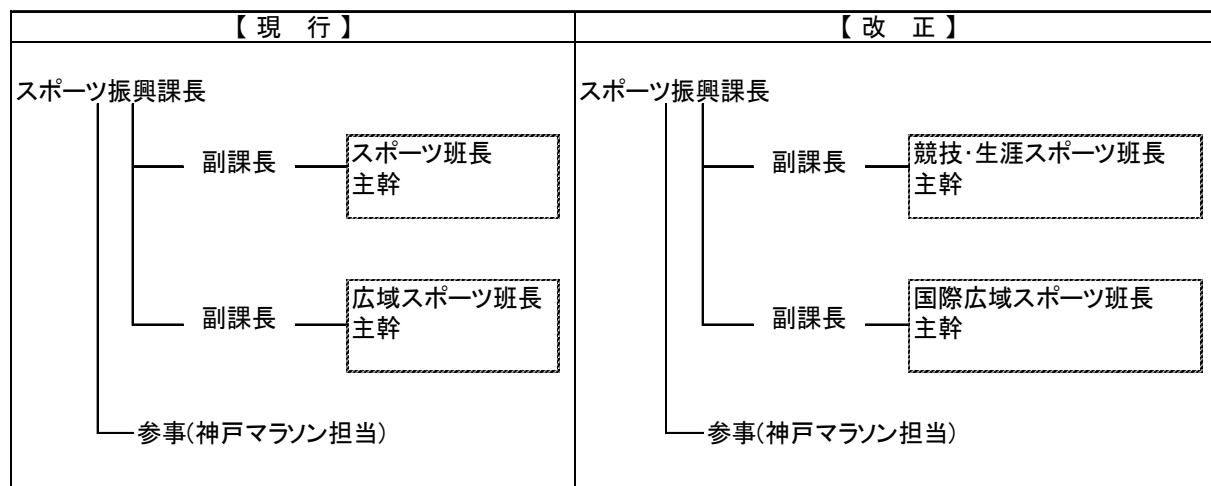 【 現　行 】
スポーツ振興課長
副課長
スポーツ班長
主幹
副課長
広域スポーツ班長
主幹
参事(神戸マラソン担当)
【 改　正 】
スポーツ振興課長
副課長
競技・生涯スポーツ班長
主幹
副課長
国際広域スポーツ班長
主幹
参事(神戸マラソン担当)